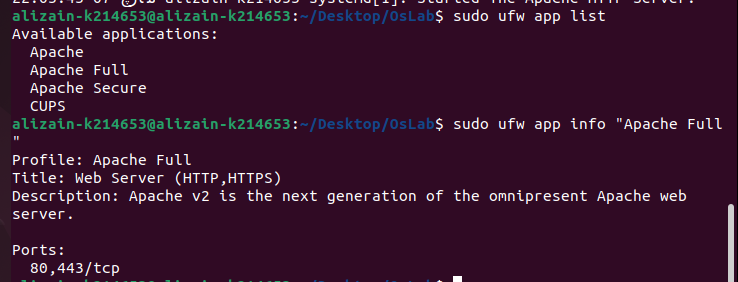 alizain-k214653@alizain-k214653:~/Desktop/OsLab$ sudo ufw app list
Available applications:
  Apache
  Apache Full
  Apache Secure
  CUPS
alizain-k214653@alizain-k214653:~/Desktop/OsLab$ sudo ufw app info "Apache Full
"
Profile: Apache Full
Title: Web Server (HTTP,HTTPS)
Description: Apache v2 is the next generation of the omnipresent Apache web
server.

Ports:
  80,443/tcp